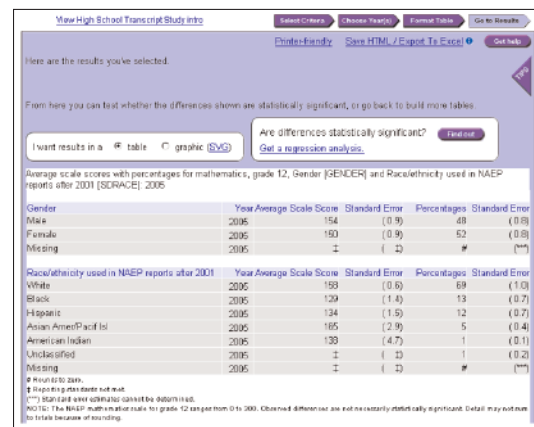 View High School Transcript Study intro
Select Criteria Choose Year(s) Format Table Go to Results
Printer-friendly Save HTML / Export To Excel Get help
Here are the results you've selected.
TIPS
From here you can test whether the differences shown are statistically significant, or go back to build more tables.
I want results in a table graphic (SVG)
Are differences statistically significant? Find out
Get a regression analysis.
Average scale scores with percentages for mathematics, grade 12, Gender [GENDER] and Race/ethnicity used in NAEP
reports after 2001 [SDRACE]: 2005
Gender Year Average Scale Score Standard Error Percentages Standard Error
Male 2005 154 (0.9) 48 (0.8)
Female 2005 150 (0.9) 52 (0.8)
Missing 2005 ‡ ( ‡) # (***)
Race/ethnicity used in NAEP reports after 2001 Year Average Scale Score Standard Error Percentages Standard Error
White 2005 158 (0.6) 69 (1.0)
Black 2005 129 (1.4) 13 (0.7)
Hispanic 2005 134 (1.5) 12 (0.7)
Asian Amer/Pacif Isl 2005 165 (2.9) 5 (0.4)
American Indian 2005 138 (4.7) 1 (0.1)
Unclassified 2005 ‡ ( ‡) 1 (0.2)
Missing 2005 ‡ ( ‡) # (***)
# Rounds to zero.
‡ Reporting standards not met.
(***) Standard error estimates cannot be determined.
NOTE: The NAEP mathematics scale for grade 12 ranges from 0 to 300. Observed differences are not necessarily statistically significant. Detail may not sum
to totals because of rounding.